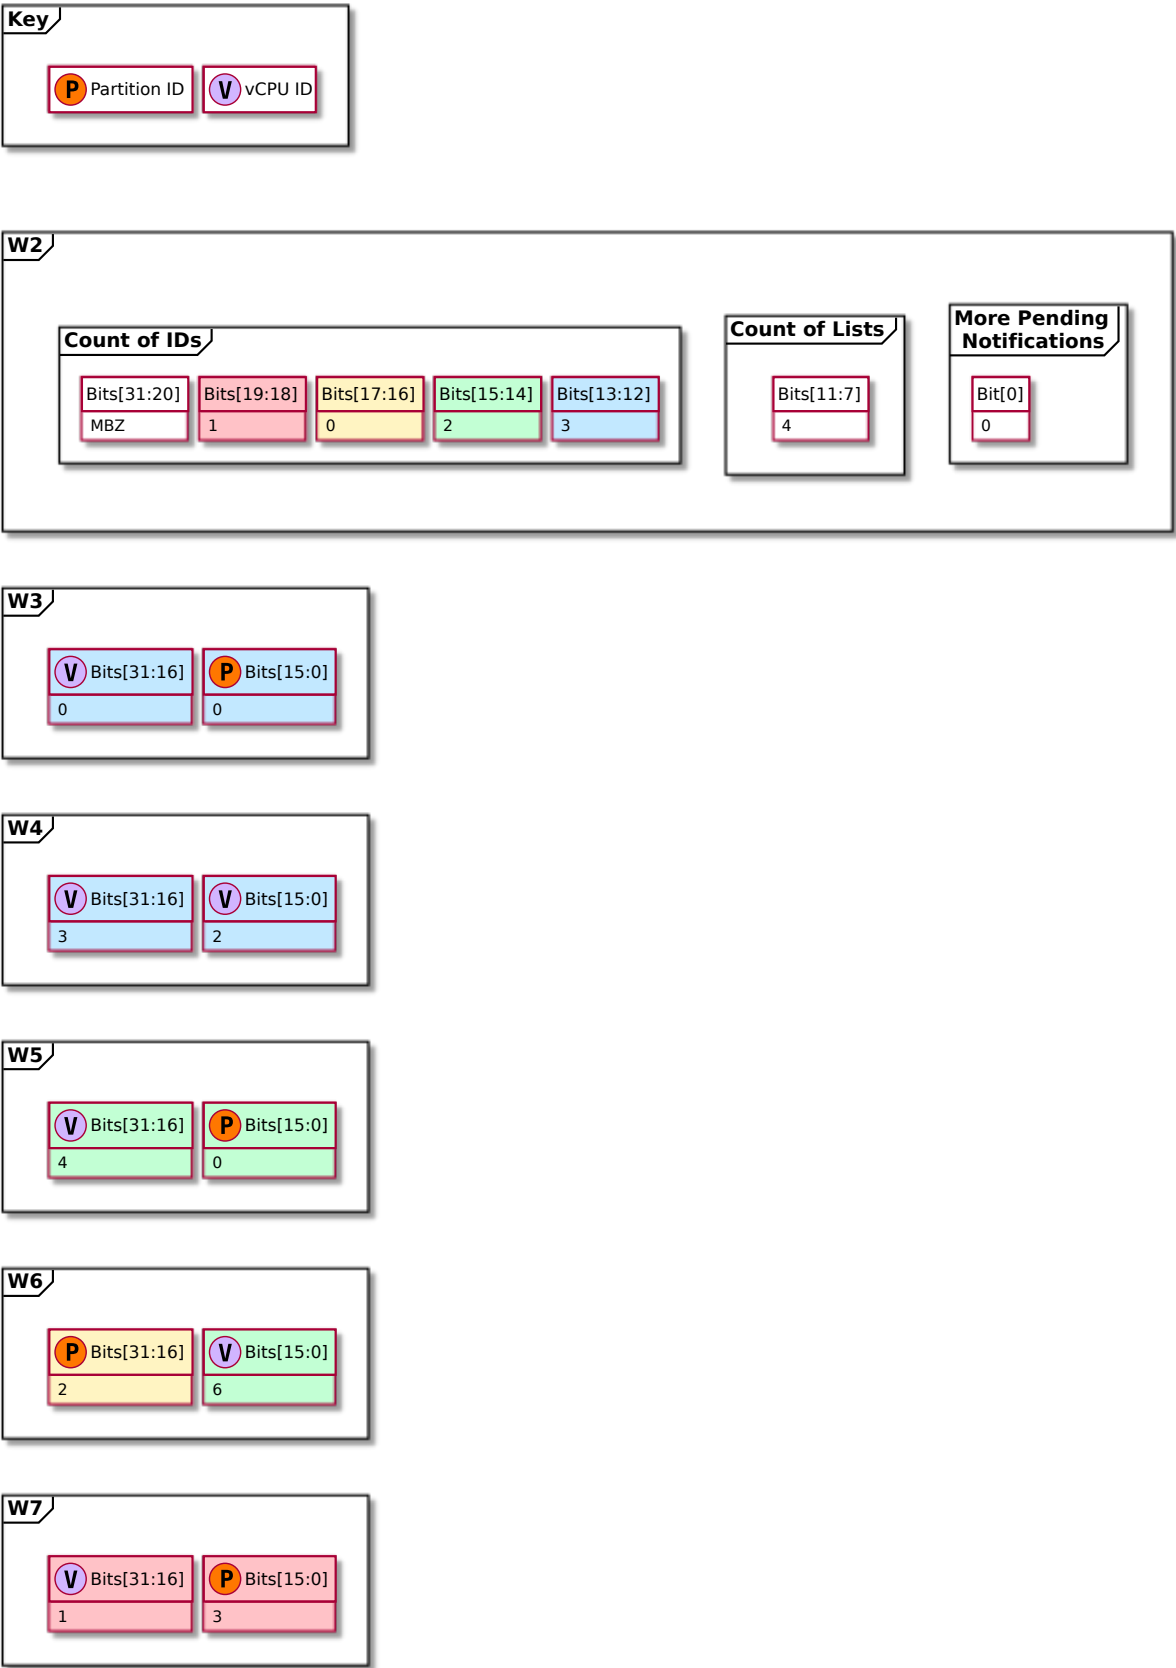 Key
P Partition ID V vCPU ID
W2
Count of IDs
Bits[31:20] Bits[19:18] Bits[17:16] Bits[15:14] Bits[13:12]
MBZ 1 0 2 3
Count of Lists
Bits[11:7]
4
More Pending
Notifications
Bit[0]
0
W3
V Bits[31:16] P Bits[15:0]
0 0
W4
V Bits[31:16] V Bits[15:0]
3 2
W5
V Bits[31:16] P Bits[15:0]
4 0
W6
P Bits[31:16] V Bits[15:0]
2 6
W7
V Bits[31:16] P Bits[15:0]
1 3